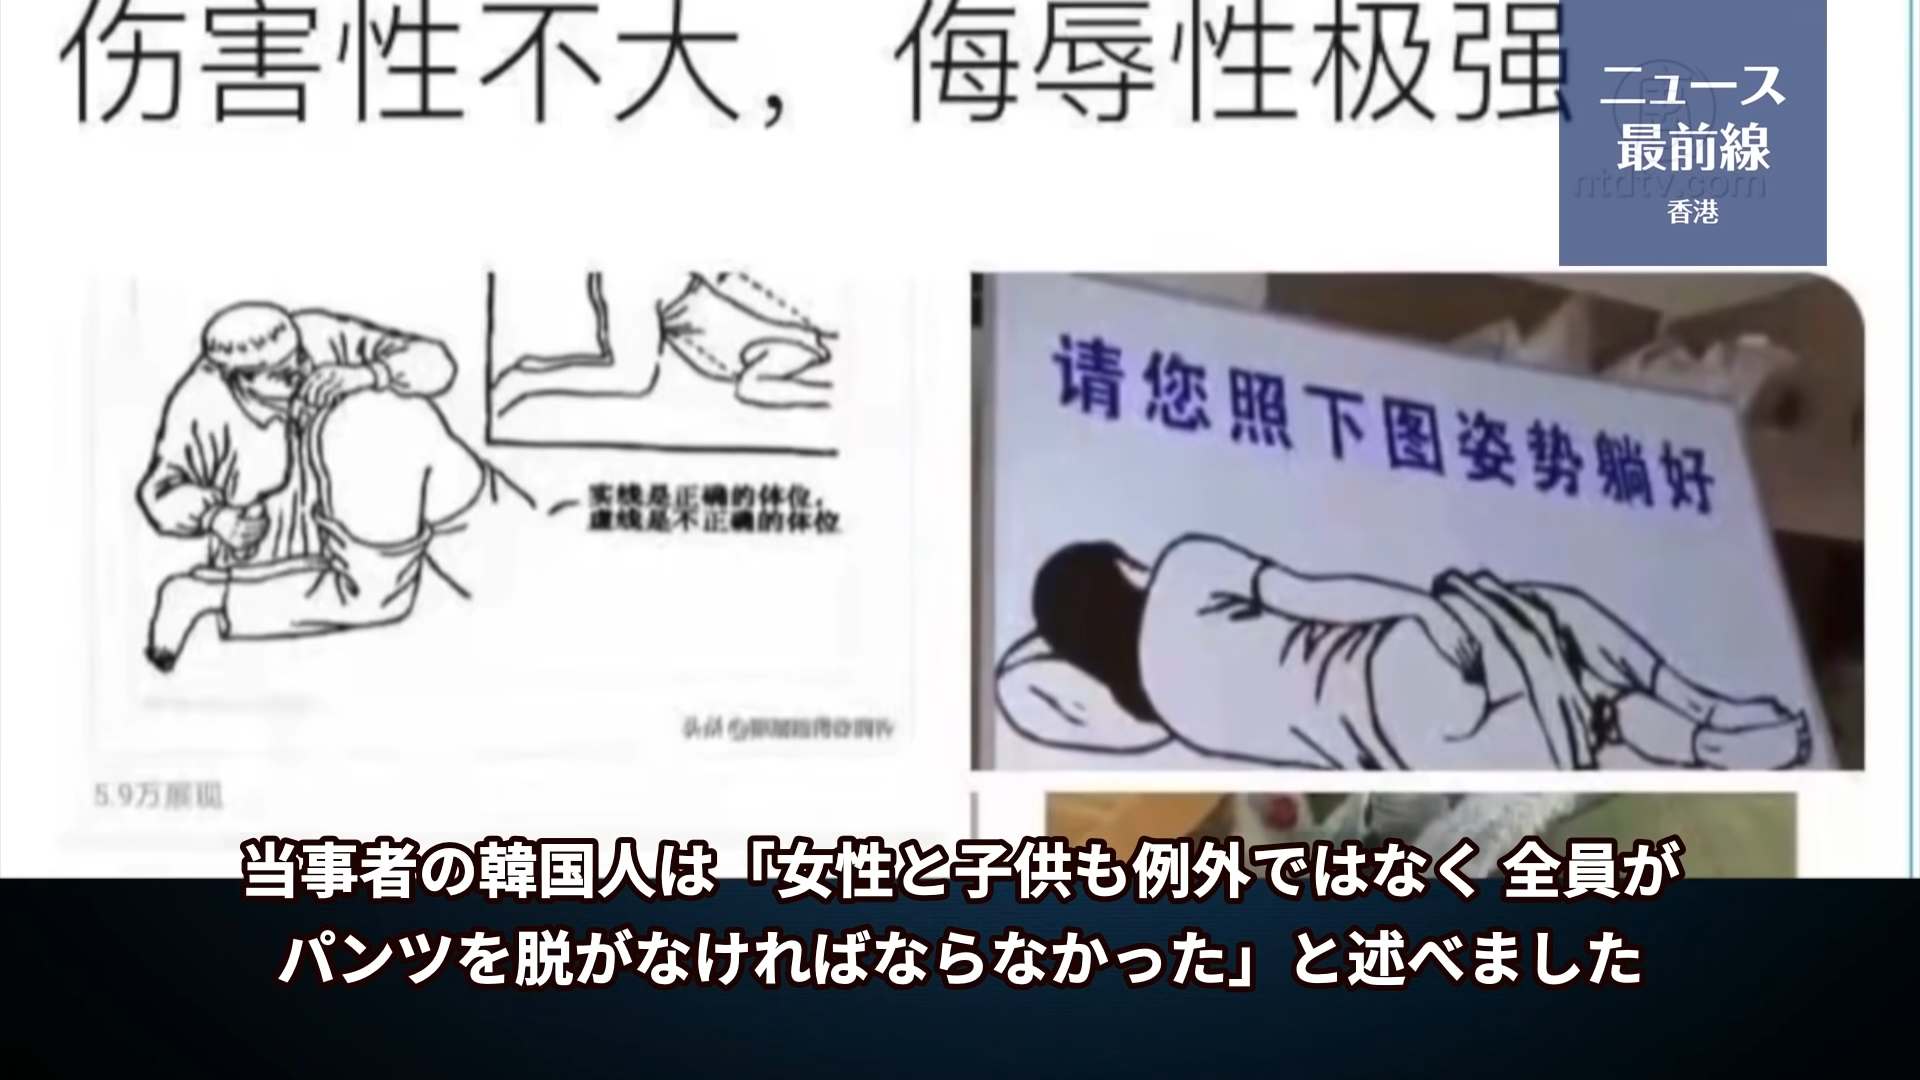 伤害性不大，侮辱性极强
ニュース
最前線
ntdtv.com
香港
请您照下图姿势躺好
实线是正确的体位，
虚线是不正确的体位
5.9万展现
当事者の韓国人は「女性と子供も例外ではなく 全員が
パンツを脱がなければならなかった」と述べました